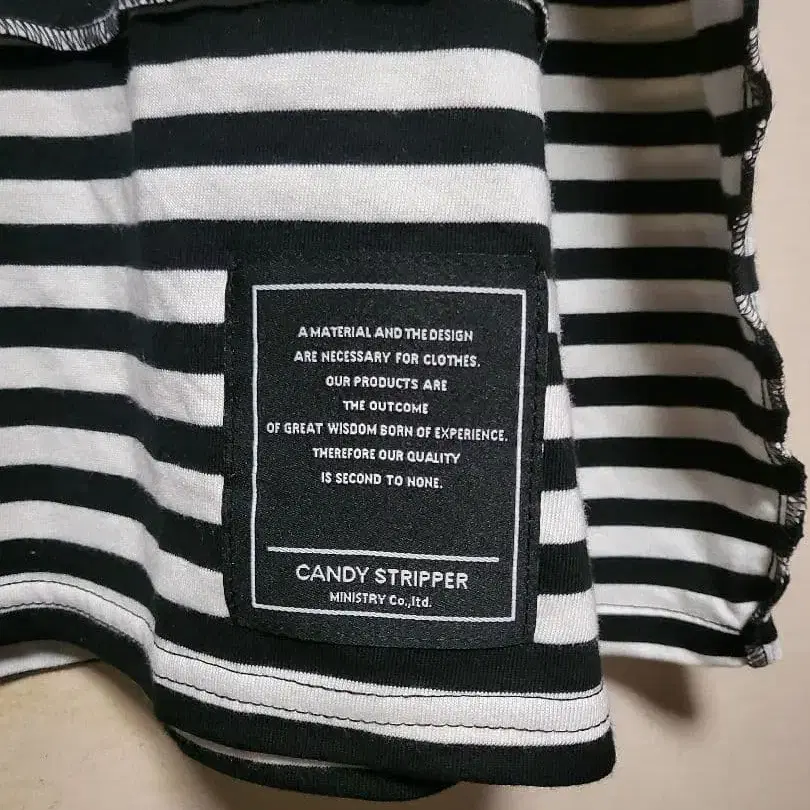 A MATERIAL AND THE DESIGN
ARE NECESSARY FOR CLOTHES.
OUR PRODUCTS ARE
THE OUTCOME
OF GREAT WISDOM BORN OF EXPERIENCE.
THEREFORE OUR QUALITY
IS SECOND TO NONE.
CANDY STRIPPER
MINISTRY Co.,ltd.